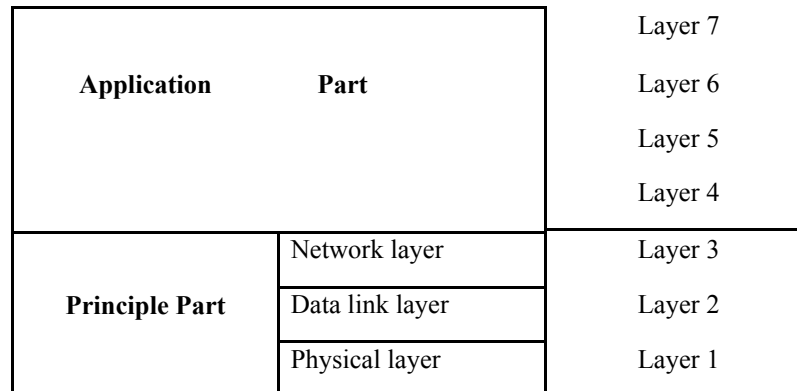 Layer 7
Application Part Layer 6
Layer 5
Layer 4
Network layer Layer 3
Principle Part Data link layer Layer 2
Physical layer Layer 1